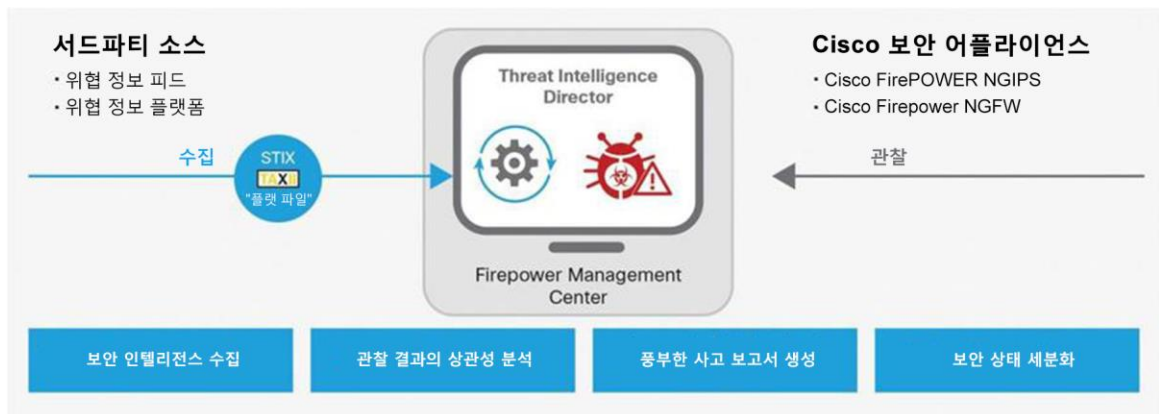 서드파티 소스
· 위협 정보 피드
· 위협 정보 플랫폼
수집
STIX
TAXII
"플랫 파일"
Threat Intelligence
Director
Firepower Management
Center
Cisco 보안 어플라이언스
· Cisco FirePOWER NGIPS
· Cisco Firepower NGFW
관찰
보안 인텔리전스 수집
관찰 결과의 상관성 분석
풍부한 사고 보고서 생성
보안 상태 세분화